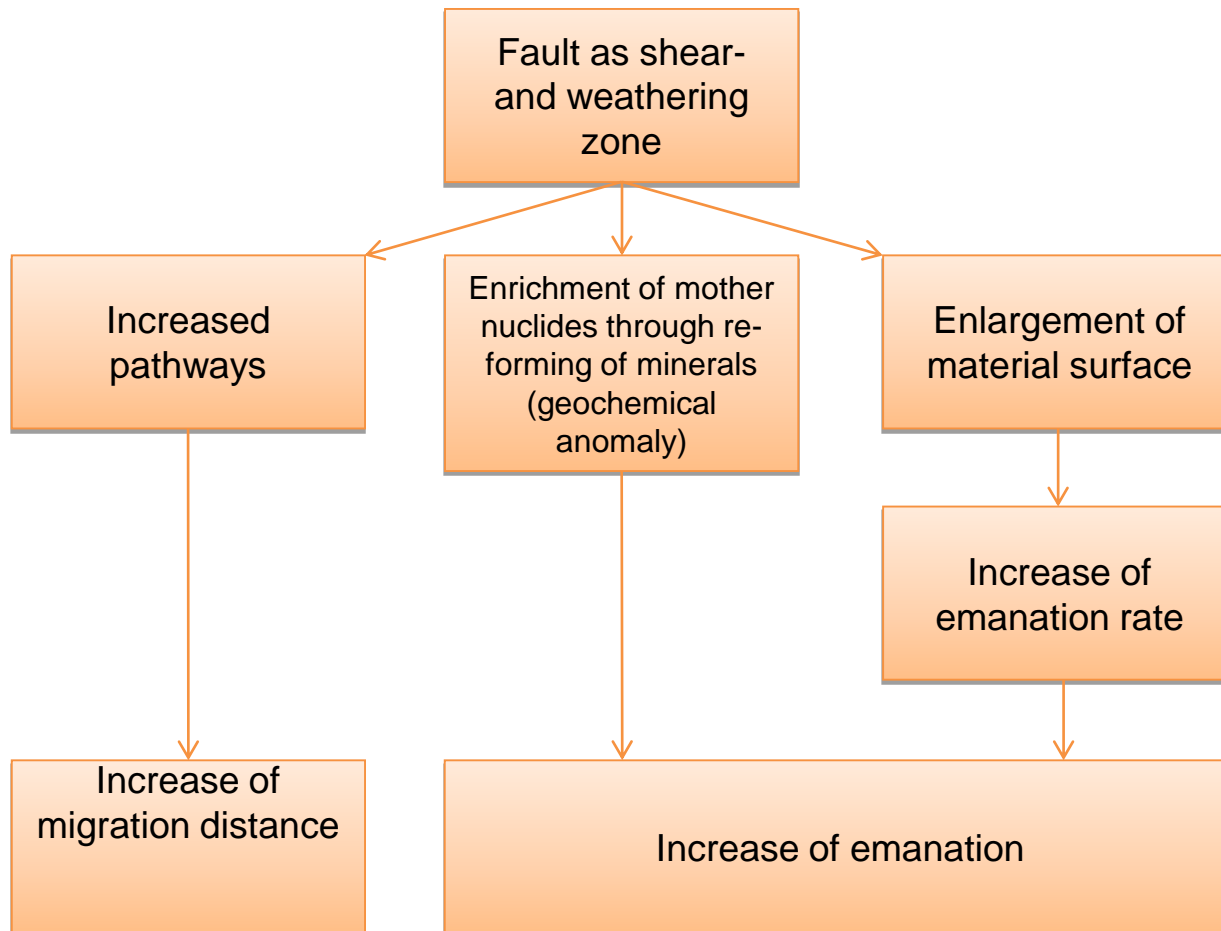 Fault as shear-
and weathering
zone
Increased
pathways
Enrichment of mother
nuclides through re-
forming of minerals
(geochemical
anomaly)
Enlargement of
material surface
Increase of
emanation rate
Increase of
migration distance
Increase of emanation